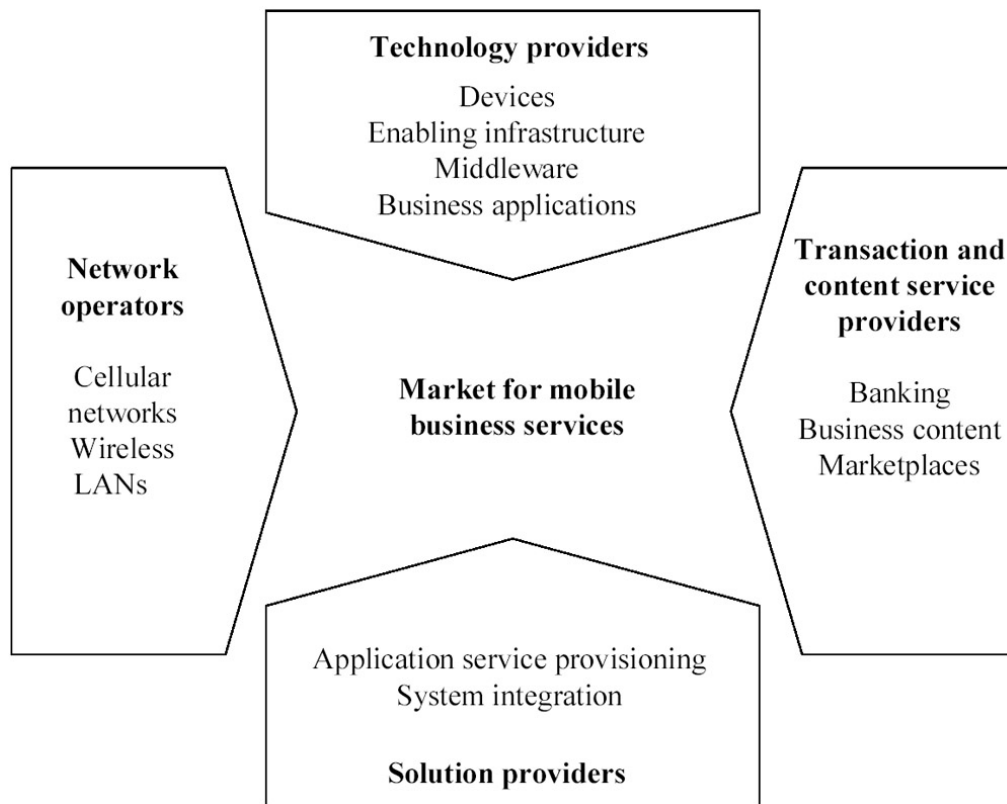 Technology providers
Devices
Enabling infrastructure
Middleware
Business applications
Network
operators
Cellular
networks
Wireless
LANs
Market for mobile
business services
Transaction and
content service
providers
Banking
Business content
Marketplaces
Application service provisioning
System integration
Solution providers